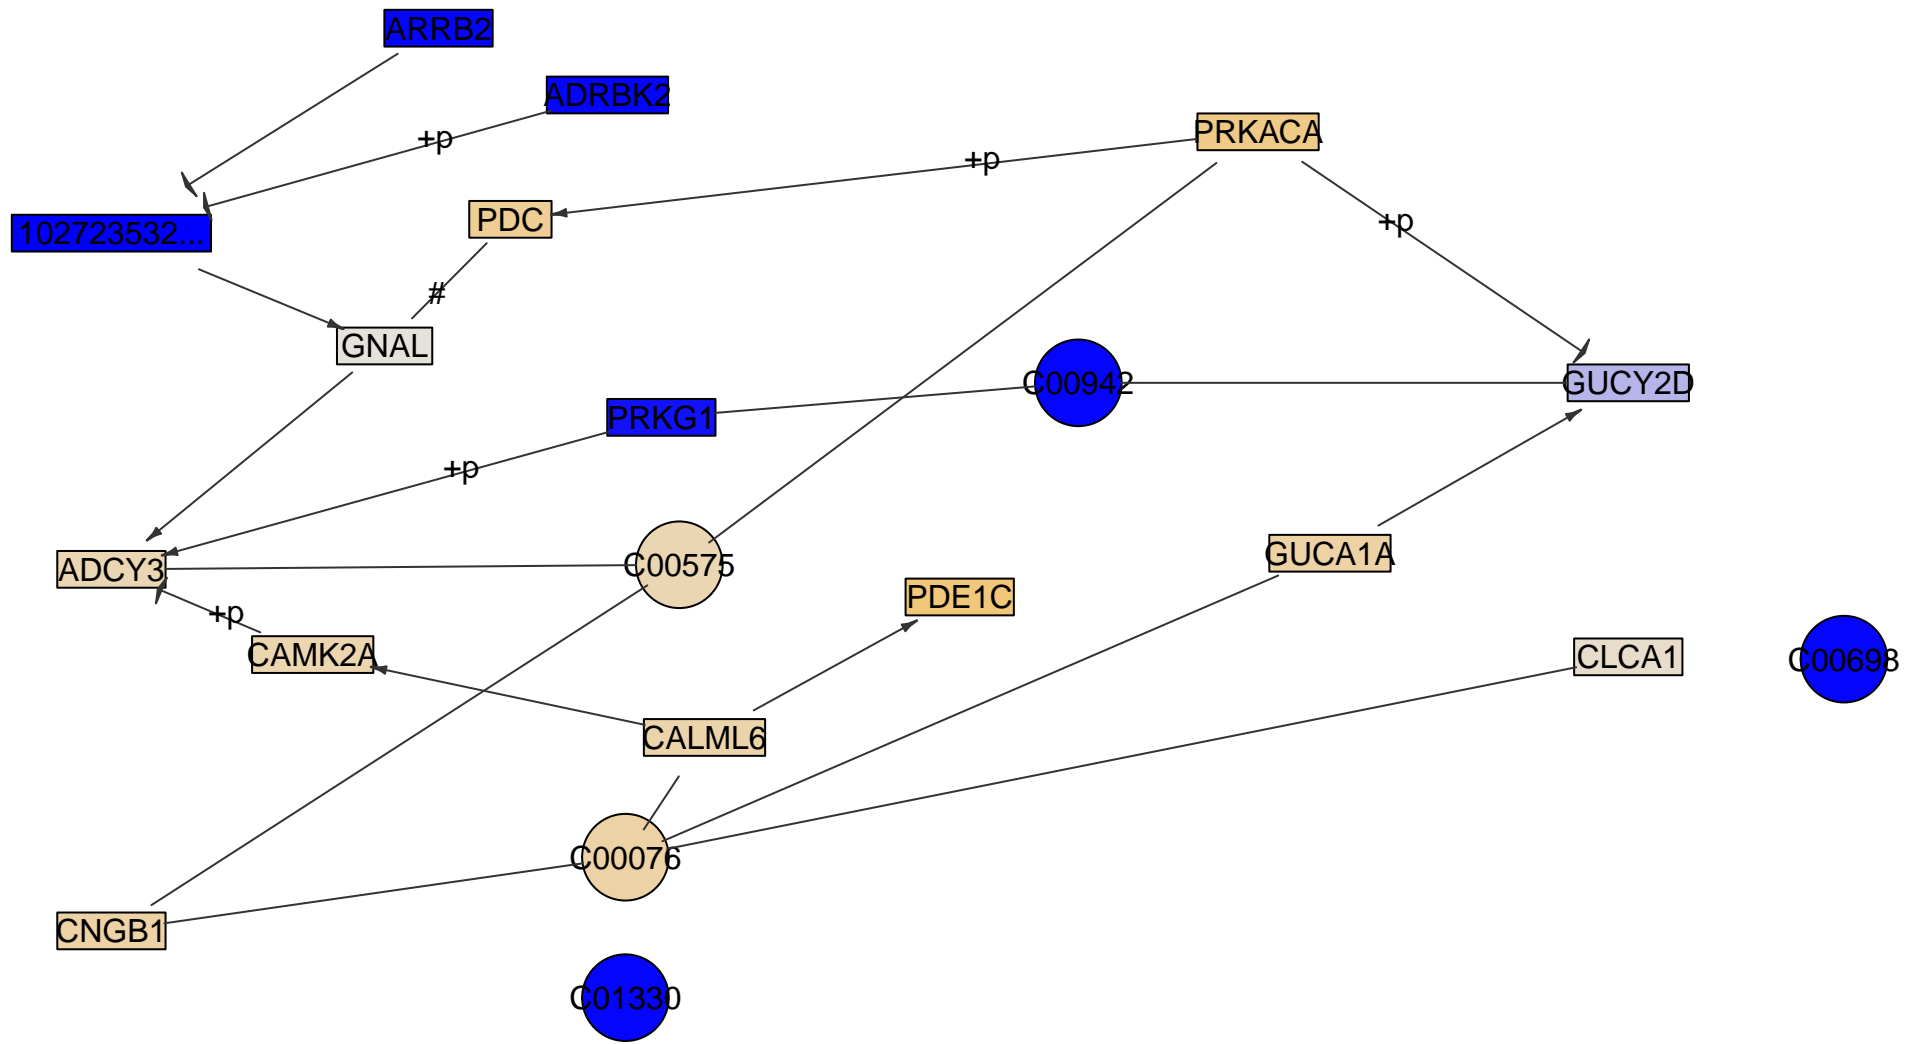 ARRB2
ADRBK2
PRKACA
+p
+p
PDC
+p
102723532...
#
GNAL
C00942
GUCY2D
PRKG1
+p
GUCA1A
ADCY3
C00575
PDE1C
+p
CAMK2A
CLCA1
C00698
CALML6
C00076
CNGB1
C01330